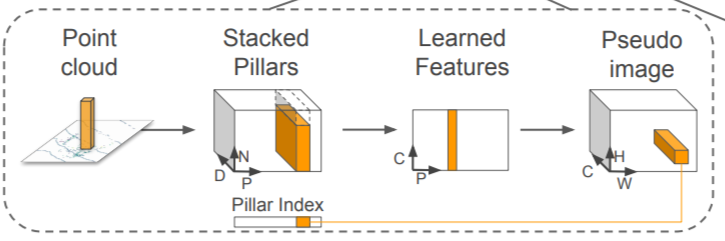 Point
cloud
Stacked
Pillars
Learned
Features
Pseudo
image
N
D
P
C
P
H
C
W
Pillar Index